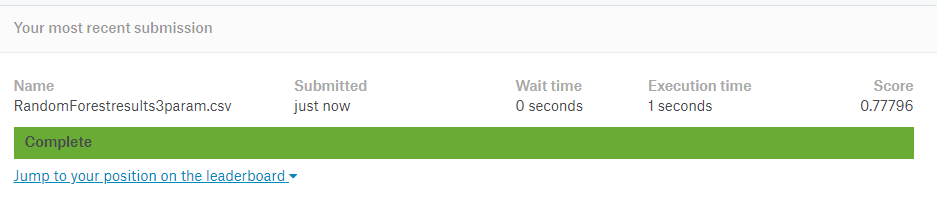 Your most recent submission
Name Submitted Wait time Execution time Score
RandomForestresults3param.csv just now 0 seconds 1 seconds 0.77796
Complete
Jump to your position on the leaderboard